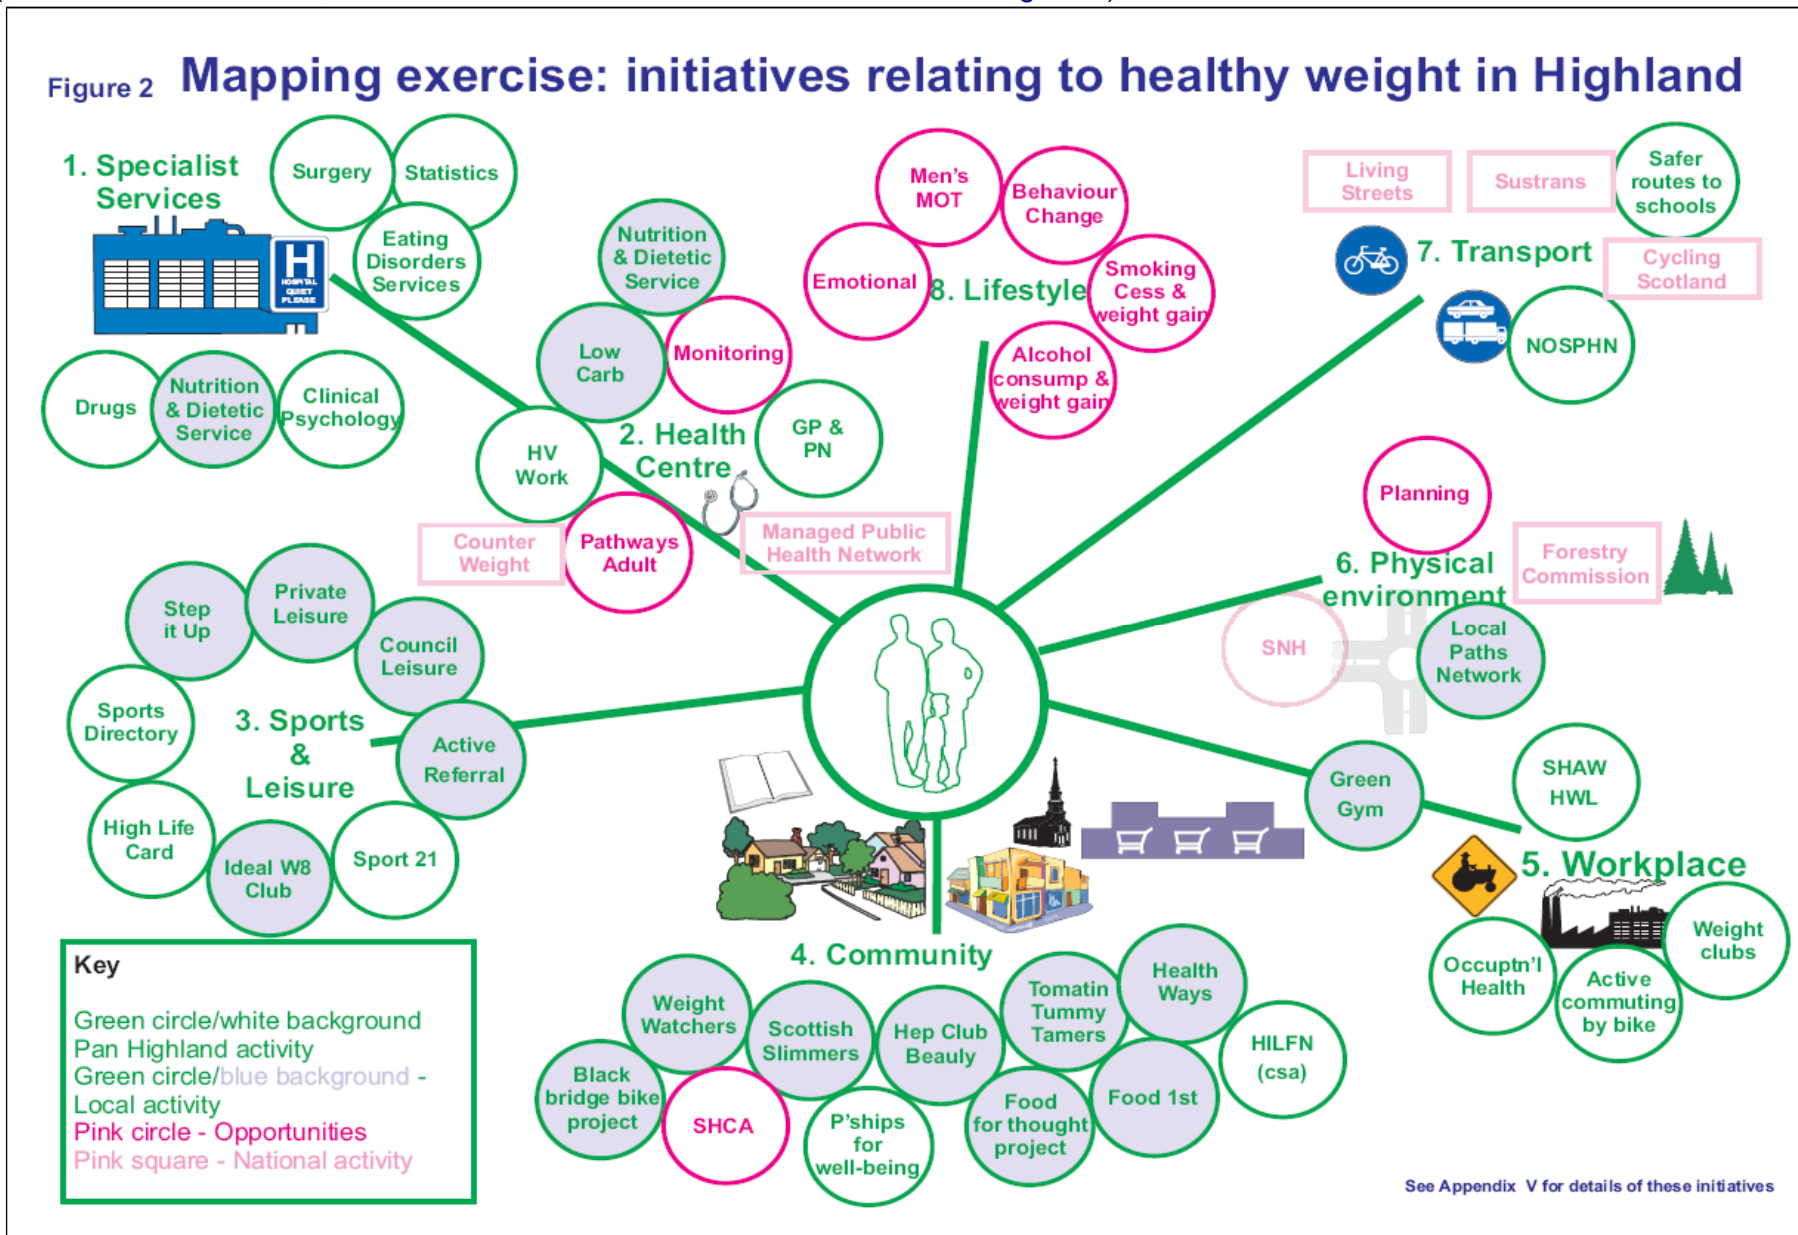 Figure 2 Mapping exercise: initiatives relating to healthy weight in Highland
1. Specialist
Services
Surgery
Statistics
Eating
Disorders
Services
H
HOSPITAL
QUIET
PLEASE
Drugs
Nutrition
& Dietetic
Service
Clinical
Psychology
Nutrition
& Dietetic
Service
Low
Carb
Monitoring
HV
Work
2. Health
Centre
GP &
PN
Counter
Weight
Pathways
Adult
Managed Public
Health Network
Men's
MOT
Behaviour
Change
Emotional
8. Lifestyle
Smoking
Cess &
weight gain
Alcohol
consump &
weight gain
Living
Streets
Sustrans
Safer
routes to
schools
7. Transport
Cycling
Scotland
NOSPHN
Planning
6. Physical
environment
Forestry
Commission
SNH
Local
Paths
Network
Step
it Up
Private
Leisure
Council
Leisure
Sports
Directory
3. Sports
&
Leisure
Active
Referral
High Life
Card
Ideal W8
Club
Sport 21
Green
Gym
SHAW
HWL
5. Workplace
Occuptn'l
Health
Active
commuting
by bike
Weight
clubs
4. Community
Weight
Watchers
Scottish
Slimmers
Hep Club
Beauly
Tomatin
Tummy
Tamers
Health
Ways
Black
bridge bike
project
SHCA
P'ships
for
well-being
Food
for thought
project
Food 1st
HILFN
(csa)
Key
Green circle/white background
Pan Highland activity
Green circle/blue background -
Local activity
Pink circle - Opportunities
Pink square - National activity
See Appendix V for details of these initiatives